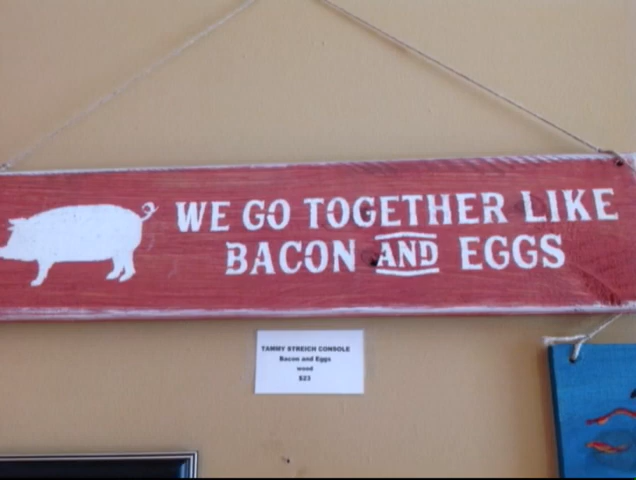 WE GO TOGETHER LIKE
BACON AND EGGS
TAMMY STREICH CONSOLE
Bacon and Eggs
wood
$23